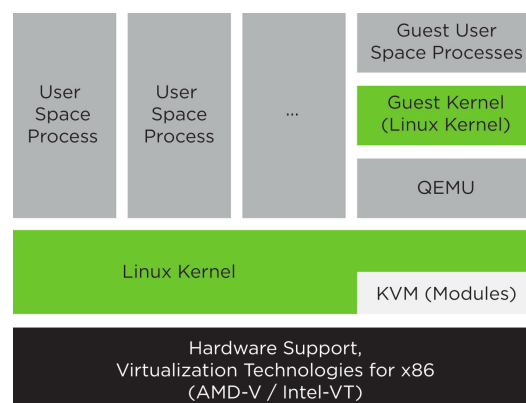 User
Space
Process
User
Space
Process
...
Guest User
Space Processes
Guest Kernel
(Linux Kernel)
QEMU
Linux Kernel
KVM (Modules)
Hardware Support,
Virtualization Technologies for x86
(AMD-V / Intel-VT)